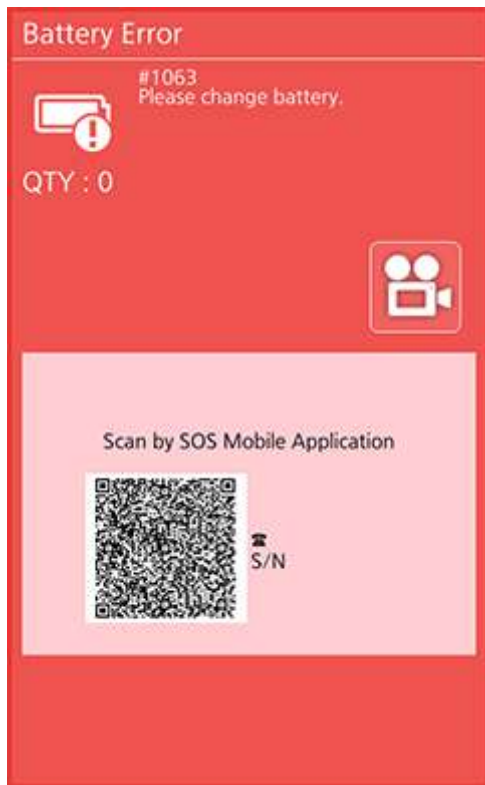 Battery Error
#1063
Please change battery.
QTY : 0
Scan by SOS Mobile Application
☎
S/N